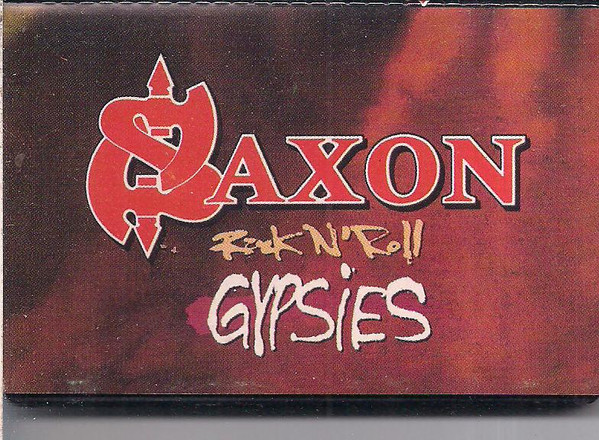 SAXON
Rock N' Roll
GYPSiES